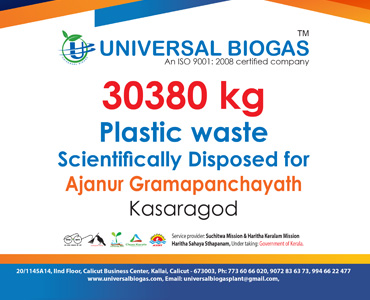 UNIVERSAL BIOGAS TM
An ISO 9001: 2008 certified company
30380 kg
Plastic waste
Scientifically Disposed for
Ajanur Gramapanchayath
Kasaragod
Service provider: Suchitwa Mission & Haritha Keralam Mission
Haritha Sahaya Sthapanam, Under taking: Government of Kerala.
20/114SA14, IInd Floor, Calicut Business Center, Kallai, Calicut - 673003, Ph: 773 60 66 020, 9072 83 63 73, 994 66 22 477
www.universalbiogas.com, Email: universalbiogasplant@gmail.com,